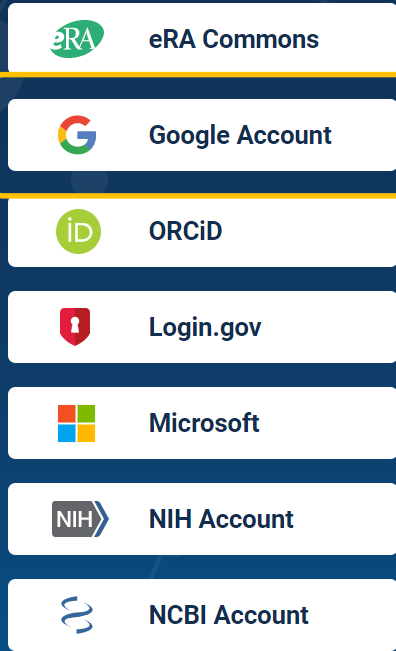 eRA
eRA Commons
Google Account
iD
ORCiD
Login.gov
Microsoft
NIH
NIH Account
NCBI Account